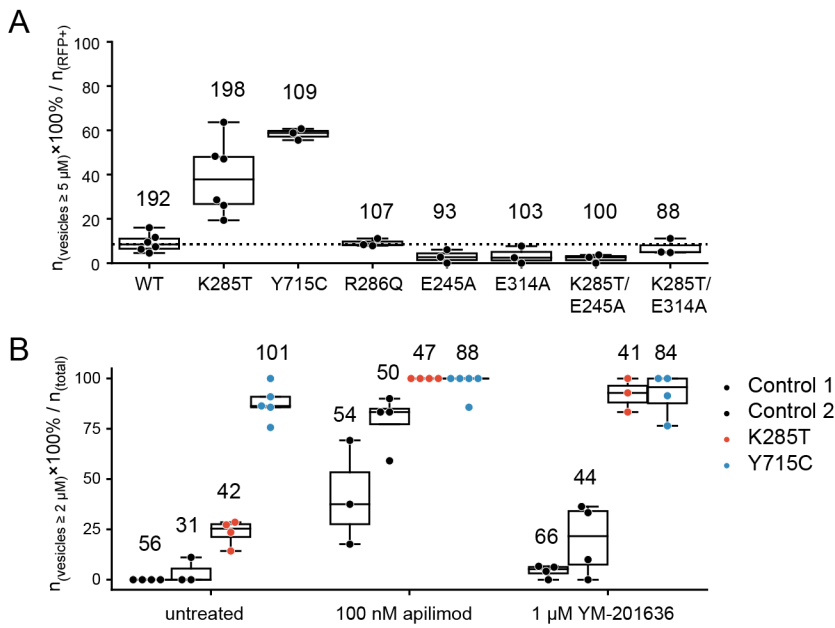 A
n(vesicles ≥ 5 µM)×100% / n(RFP+)
100
80
60
40
20
0
192
198
109
107
93
103
100
88
WT
K285T
Y715C
R286Q
E245A
E314A
K285T/
E245A
K285T/
E314A
B
n(vesicles ≥ 2 µM)×100% / n(total)
100
75
50
25
0
56
31
42
101
54
50
47
88
66
44
41
84
untreated
100 nM apilimod
1 µM YM-201636
Control 1
Control 2
K285T
Y715C